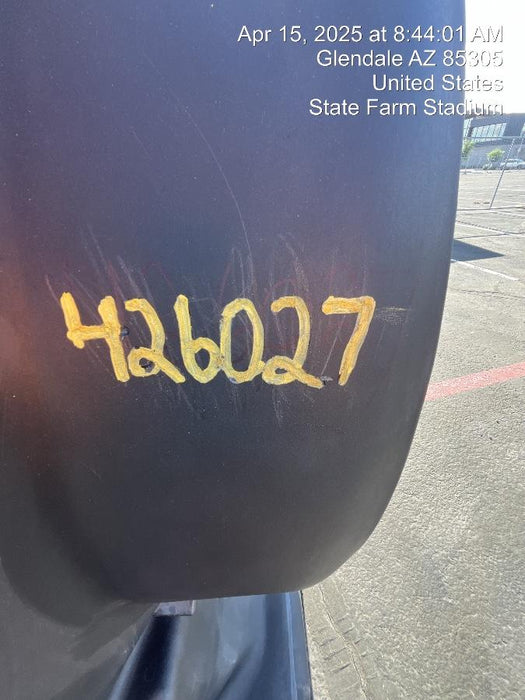 Apr 15, 2025 at 8:44:01 AM
Glendale AZ 85305
United States
State Farm Stadium
426027